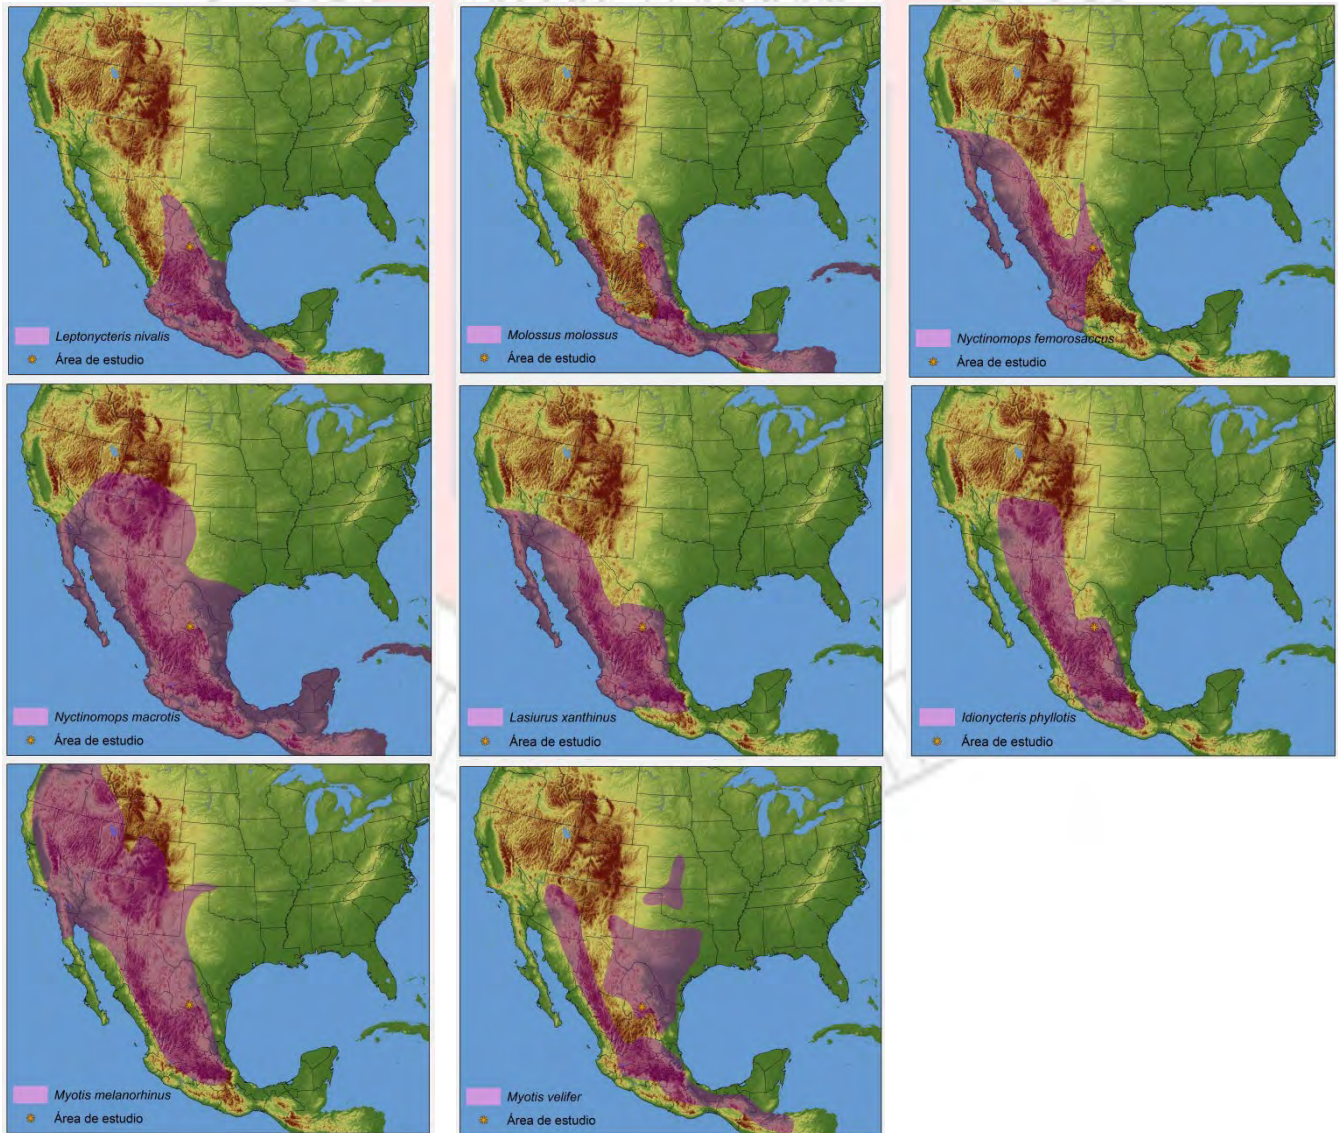 Leptonycteris nivalis
Área de estudio
Molossus molossus
Área de estudio
Nyctinomops femorosaccus
Área de estudio
Nyctinomops macrotis
Área de estudio
Lasiurus xanthinus
Área de estudio
Idionycteris phyllotis
Área de estudio
Myotis melanorhinus
Área de estudio
Myotis velifer
Área de estudio